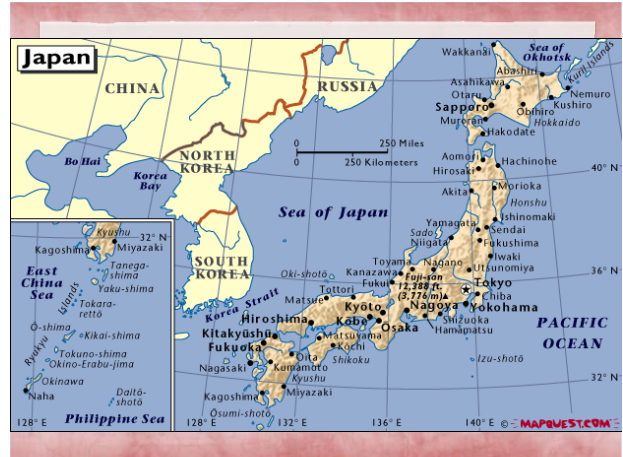 Japan
CHINA
RUSSIA
Sea of
Okhotsk
Kuril Islands
Wakkanai
Abashiri
Asahikawa
Otaru
Nemuro
Sapporo
Kushiro
Obihiro
Muroran
Hokkaido
Hakodate
Bo Hai
Korea
Bay
NORTH
KOREA
0 250 Miles
0 250 Kilometers
Aomori
Hachinohe
40° N
Hirosaki
Morioka
Akita
Honshu
Sea of Japan
Ishinomaki
Yamagata
Sendai
Sado
Niigata
Fukushima
Iwaki
SOUTH
KOREA
Toyama
Nagano
Utsunomiya
36° N
Oki-shotō
Kanazawa
Fuji-san
12,388 ft.
(3,776 m)
Tokyo
Fukui
Tottori
Chiba
Korea Strait
Matsue
Kyoto
Nagoya
Yokohama
Hiroshima
Kobe
Shizuoka
Osaka
Hamamatsu
PACIFIC
OCEAN
Kitakyūshū
Matsuyama
Fukuoka
Kōchi
Oita
Shikoku
Izu-shotō
Nagasaki
Kumamoto
Kyushu
32° N
Kagoshima
Miyazaki
Ōsumi-shotō
128° E
132° E
136° E
140° E
© MAPQUEST.COM
Kyushu
32° N
Kagoshima
Miyazaki
East
China
Sea
Tanega-
shima
Yaku-shima
Tokara-
rettō
Islands
Ō-shima
Kikai-shima
Ryukyu
Tokuno-shima
Okino-Erabu-jima
Okinawa
Naha
Daitō-
shotō
Philippine Sea
128° E